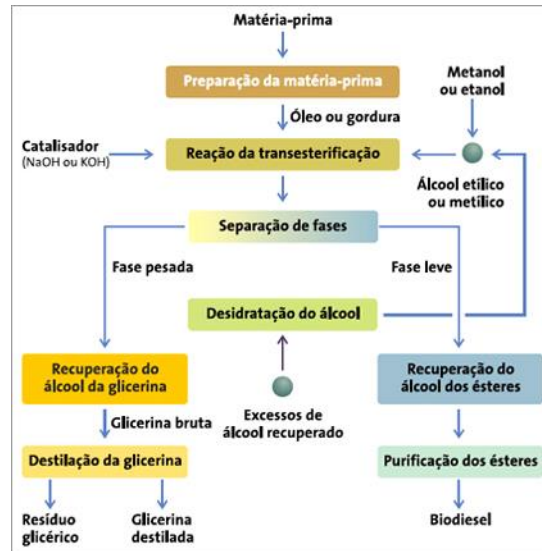 Matéria-prima
Preparação da matéria-prima
Metanol
ou etanol
Óleo ou gordura
Catalisador
(NaOH ou KOH)
Reação da transesterificação
Álcool etílico
ou metílico
Separação de fases
Fase pesada
Fase leve
Desidratação do álcool
Recuperação do
álcool da glicerina
Recuperação do
álcool dos ésteres
Excessos de
álcool recuperado
Glicerina bruta
Destilação da glicerina
Purificação dos ésteres
Resíduo
glicérico
Glicerina
destilada
Biodiesel